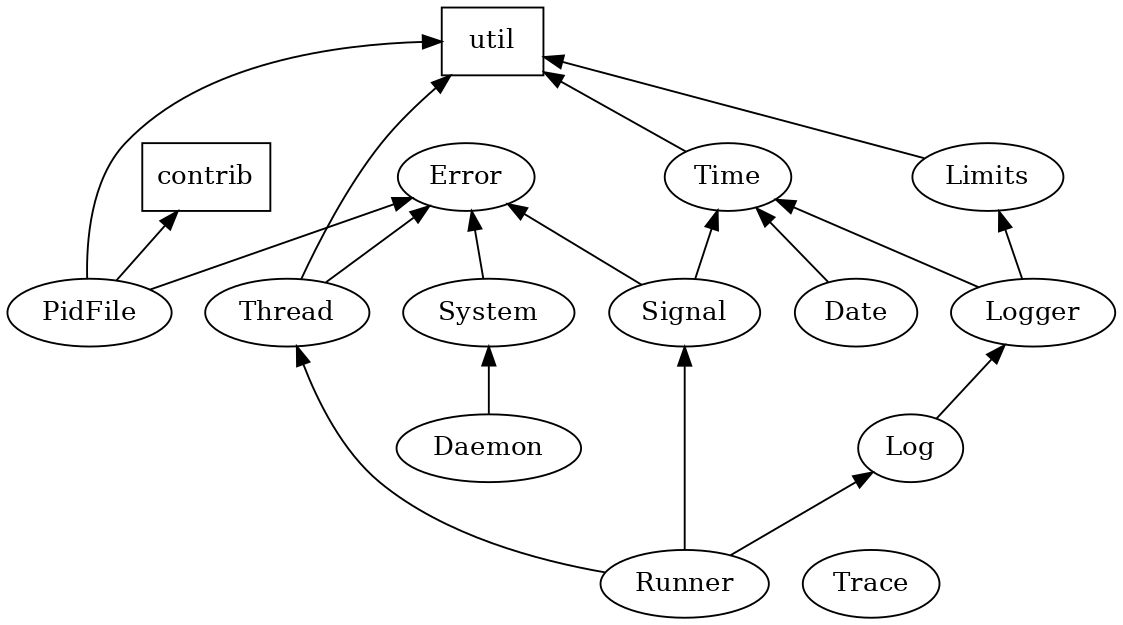 util
contrib
Error
Time
Limits
PidFile
Thread
System
Signal
Date
Logger
Daemon
Log
Runner
Trace